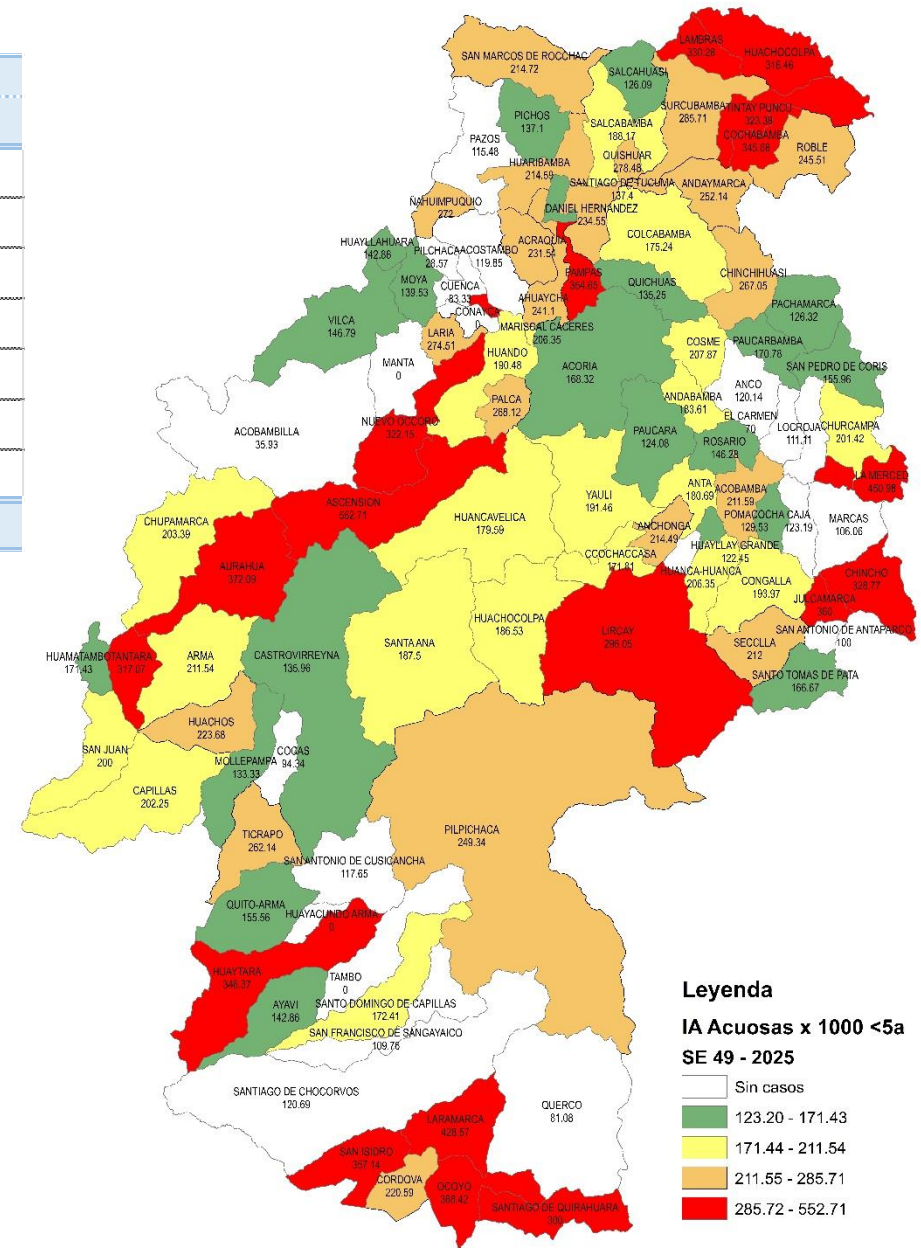 LAMBRAS
330.28
HUACHOCOLPA
316.46
SAN MARCOS DE ROCCHAC
214.72
SALCAHUASI
126.09
SURCUBAMBA
285.71
TINTAY PUNCU
323.38
PICHOS
137.1
SALCABAMBA
188.17
COCHABAMBA
345.68
ROBLE
245.51
PAZOS
115.48
QUISHUAR
278.48
HUARIBAMBA
214.59
SANTIAGO DE TUCUMA
137.4
ANDAYMARCA
252.14
ÑAHUIMPUQUIO
272
DANIEL HERNANDEZ
234.55
COLCABAMBA
175.24
HUAYLLAHUARA
142.86
PILCHACA
28.57
ACOSTAMBO
119.85
ACRAQUIA
231.54
CHINCHIHUASI
267.05
MOYA
139.53
CUENCA
83.33
PAMPAS
QUICHUAS
135.25
PACHAMARCA
126.32
CONAYCA
0
AHUAYCHA
241.1
VILCA
146.79
MARISCAL CACERES
206.35
LARIA
274.51
HUANDO
190.48
COSME
207.87
PAUCARBAMBA
170.78
SAN PEDRO DE CORIS
155.96
MANTA
0
ACORIA
168.32
ANCO
120.14
PALCA
268.12
ANDABAMBA
183.61
EL CARMEN
70
CHURCAMPA
201.42
NUEVO OCCORO
322.15
LOCROJA
111.11
ACOBAMBILLA
35.93
PAUCARA
124.08
ROSARIO
146.28
LA MERCED
450.98
ASCENSION
552.71
YAULI
191.46
ANTA
180.69
ACOBAMBA
211.59
CHUPAMARCA
203.39
HUANCAVELICA
179.59
ANCHONGA
214.49
POMACOCHA
129.53
CAJA
123.19
MARCAS
106.06
CCOCHACCASA
171.81
HUAYLLAY GRANDE
122.45
AURAHUA
372.09
HUANCA-HUANCA
206.35
CONGALLA
193.97
CHINCHO
328.77
JULCAMARCA
360
HUACHOCOLPA
186.53
LIRCAY
295.05
SAN ANTONIO DE ANTAPARCO
100
SECCLLA
212
HUAMATAMBO
171.43
TANTARA
317.07
ARMA
211.54
CASTROVIRREYNA
135.96
SANTA ANA
187.5
SANTO TOMAS DE PATA
166.67
HUACHOS
223.68
SAN JUAN
200
COCAS
94.34
MOLLEPAMPA
133.33
CAPILLAS
202.25
TICRAPO
262.14
PILPICHACA
249.34
SAN ANTONIO DE CUSICANCHA
117.65
QUITO-ARMA
155.56
HUAYACUNDO ARMA
0
HUAYTARA
346.37
TAMBO
0
AYAVI
142.86
SANTO DOMINGO DE CAPILLAS
172.41
SAN FRANCISCO DE SANGAYAICO
109.76
SANTIAGO DE CHOCORVOS
120.69
QUERCO
81.08
LARAMARCA
428.57
SAN ISIDRO
357.14
CORDOVA
220.59
OCOYO
368.42
SANTIAGO DE QUIRAHUARA
300
Leyenda
IA Acuosas x 1000 <5a
SE 49 - 2025
Sin casos
123.20 - 171.43
171.44 - 211.54
211.55 - 285.71
285.72 - 552.71